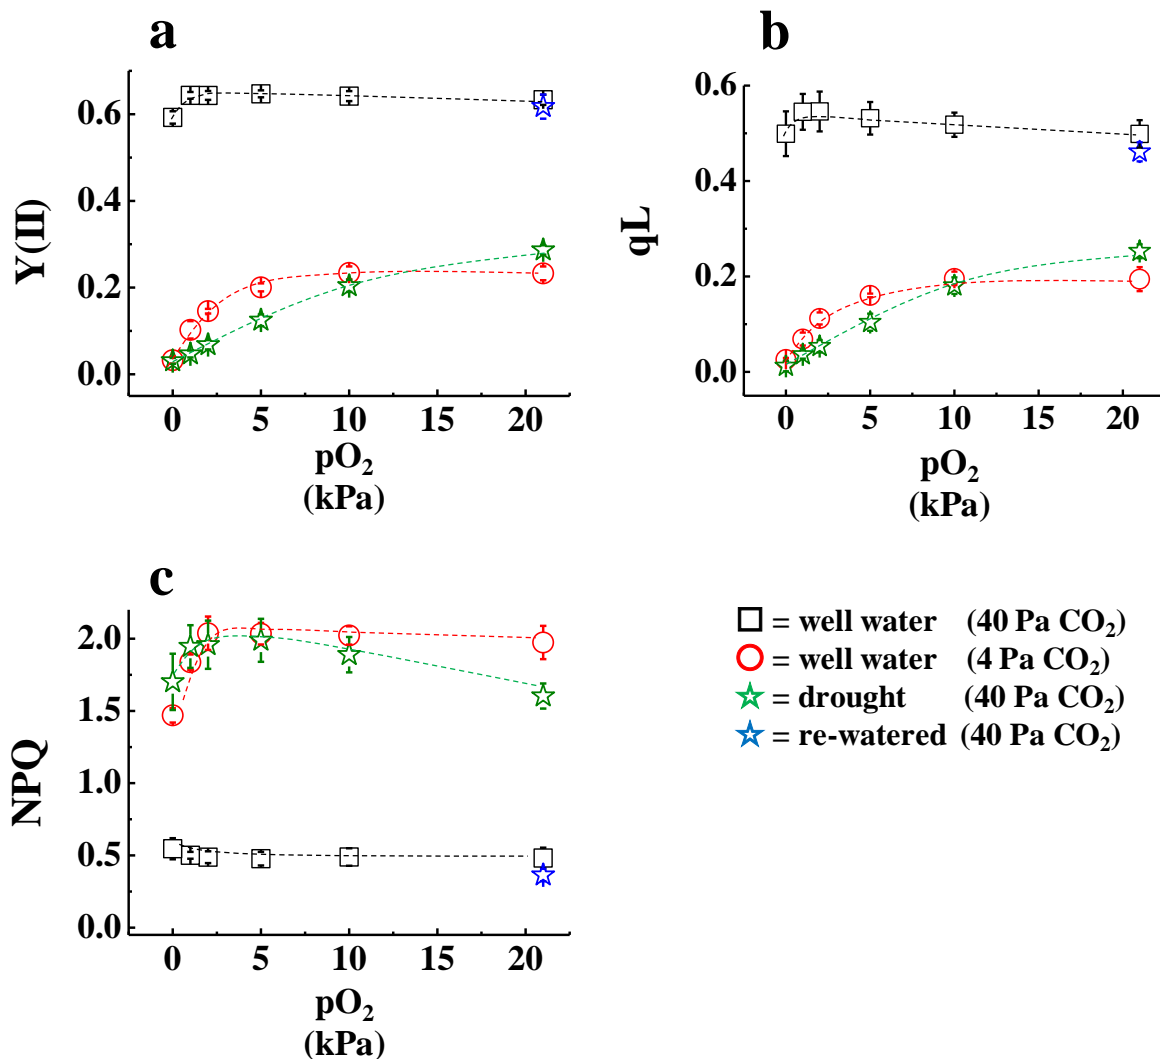 a
0.6
0.4
0.2
0.0
Y(II)
0 5 10 15 20
pO₂
(kPa)
b
0.6
0.4
0.2
0.0
qL
0 5 10 15 20
pO₂
(kPa)
c
2.0
1.5
1.0
0.5
0.0
NPQ
0 5 10 15 20
pO₂
(kPa)
= well water (40 Pa CO₂)
= well water (4 Pa CO₂)
= drought (40 Pa CO₂)
= re-watered (40 Pa CO₂)